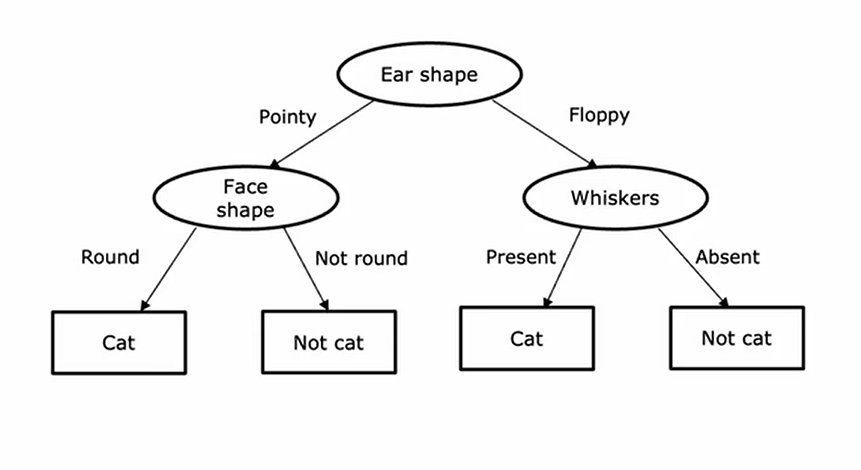 Ear shape
Pointy
Floppy
Face
shape
Whiskers
Round
Not round
Present
Absent
Cat
Not cat
Cat
Not cat